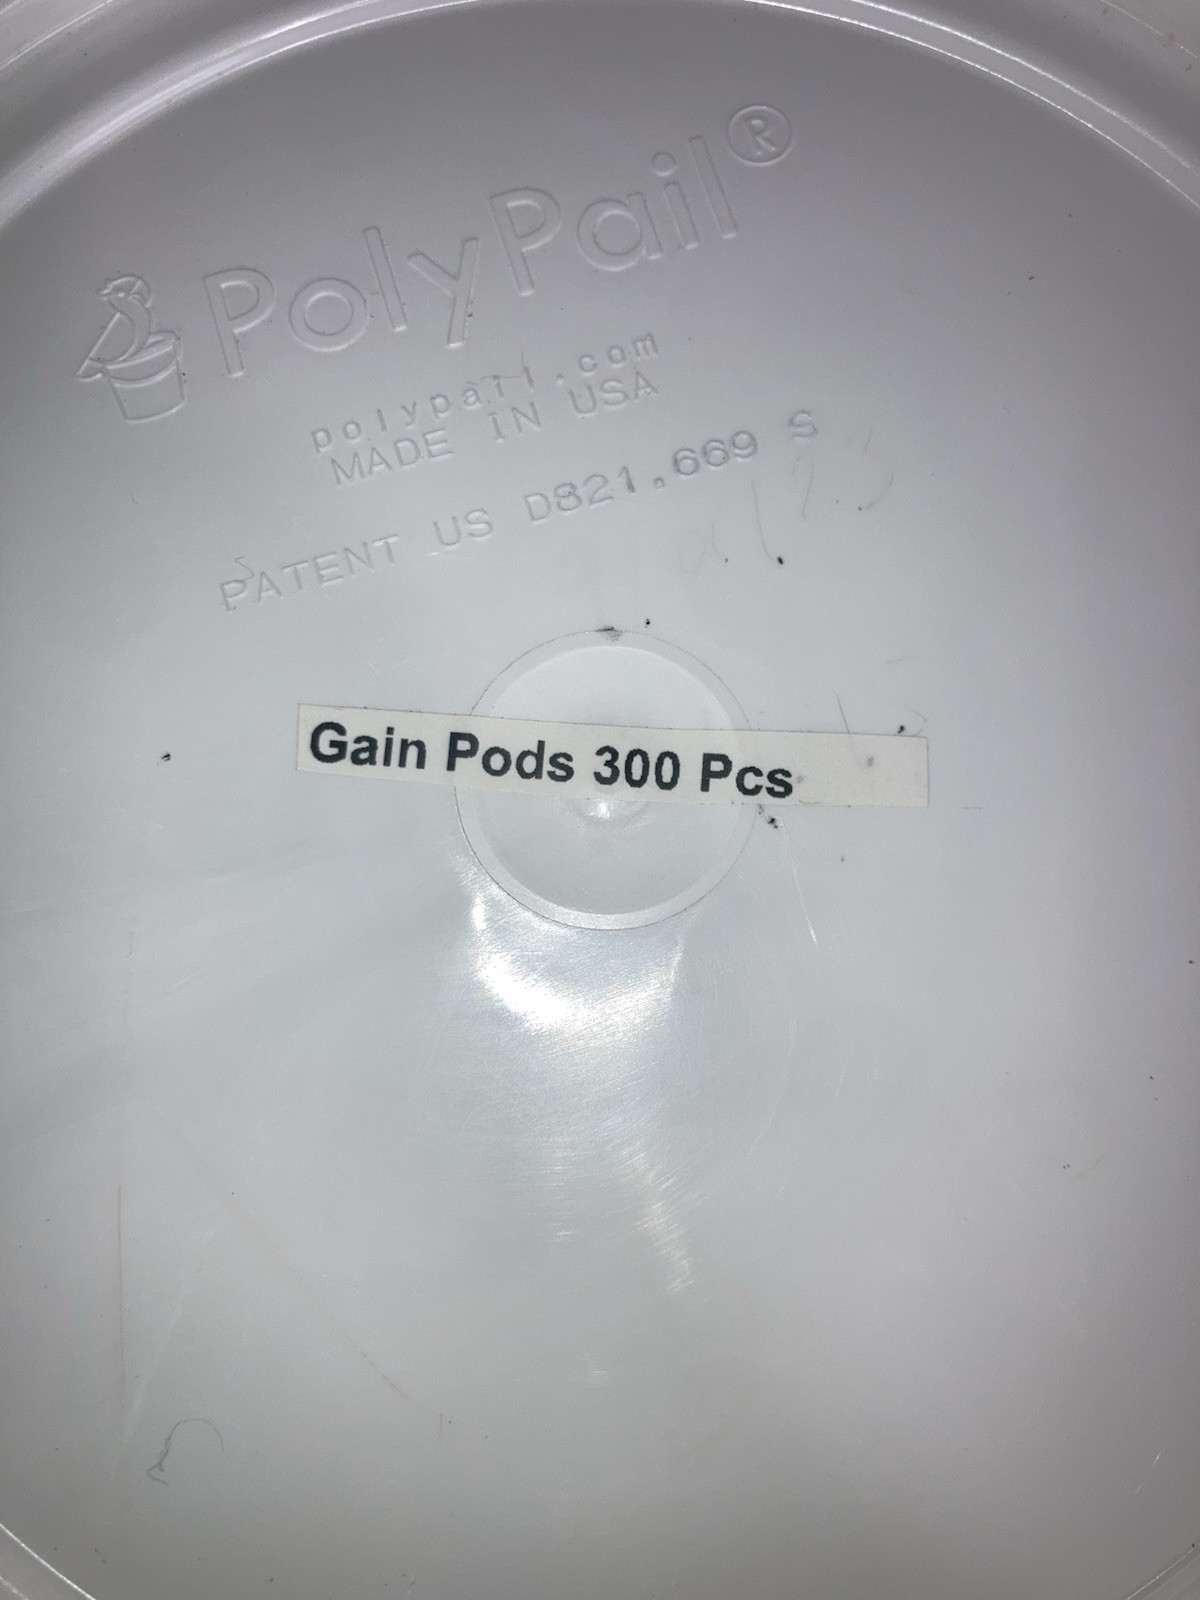 PolyPail®
polypail.com
MADE IN USA
PATENT US D821,669 S
Gain Pods 300 Pcs